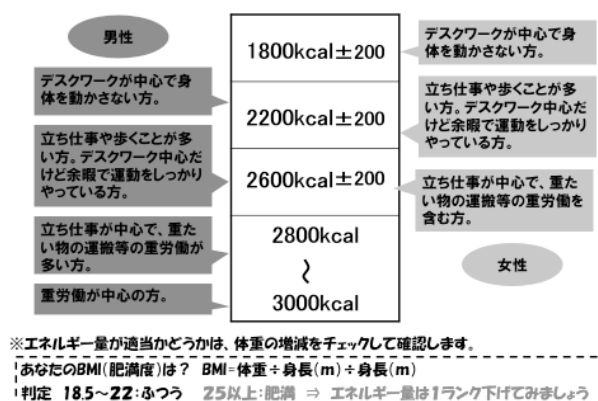 男性
デスクワークが中心で身
体を動かさない方。
立ち仕事や歩くことが多
い方。デスクワーク中心だ
けど余暇で運動をしっかり
やっている方。
立ち仕事が中心で、重た
い物の運搬等の重労働が
多い方。
重労働が中心の方。
1800kcal±200
2200kcal±200
2600kcal±200
2800kcal
〜
3000kcal
デスクワークが中心で身
体を動かさない方。
立ち仕事や歩くことが多
い方。デスクワーク中心だ
けど余暇で運動をしっかり
やっている方。
立ち仕事が中心で、重た
い物の運搬等の重労働を
含む方。
女性
※エネルギー量が適当かどうかは、体重の増減をチェックして確認します。
あなたのBMI(肥満度)は? BMI=体重÷身長(m)÷身長(m)
判定 18.5〜22:ふつう 25以上:肥満 ⇒ エネルギー量は1ランク下げてみましょう